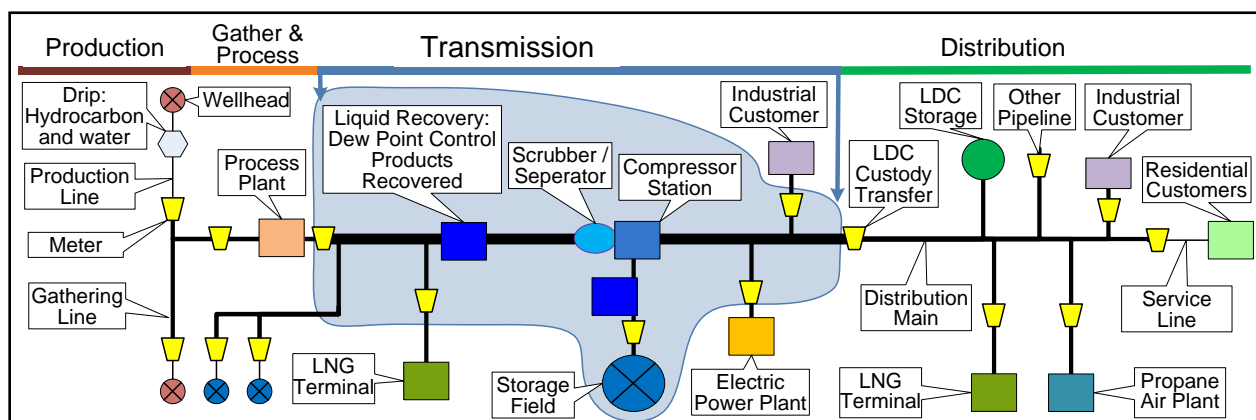 Production
Gather &
Process
Transmission
Distribution
Drip:
Hydrocarbon
and water
Wellhead
Production
Line
Meter
Gathering
Line
Process
Plant
Liquid Recovery:
Dew Point Control
Products
Recovered
Scrubber /
Seperator
Compressor
Station
Industrial
Customer
LDC
Custody
Transfer
LDC
Storage
Other
Pipeline
Industrial
Customer
Residential
Customers
LNG
Terminal
Storage
Field
Electric
Power Plant
Distribution
Main
LNG
Terminal
Propane
Air Plant
Service
Line